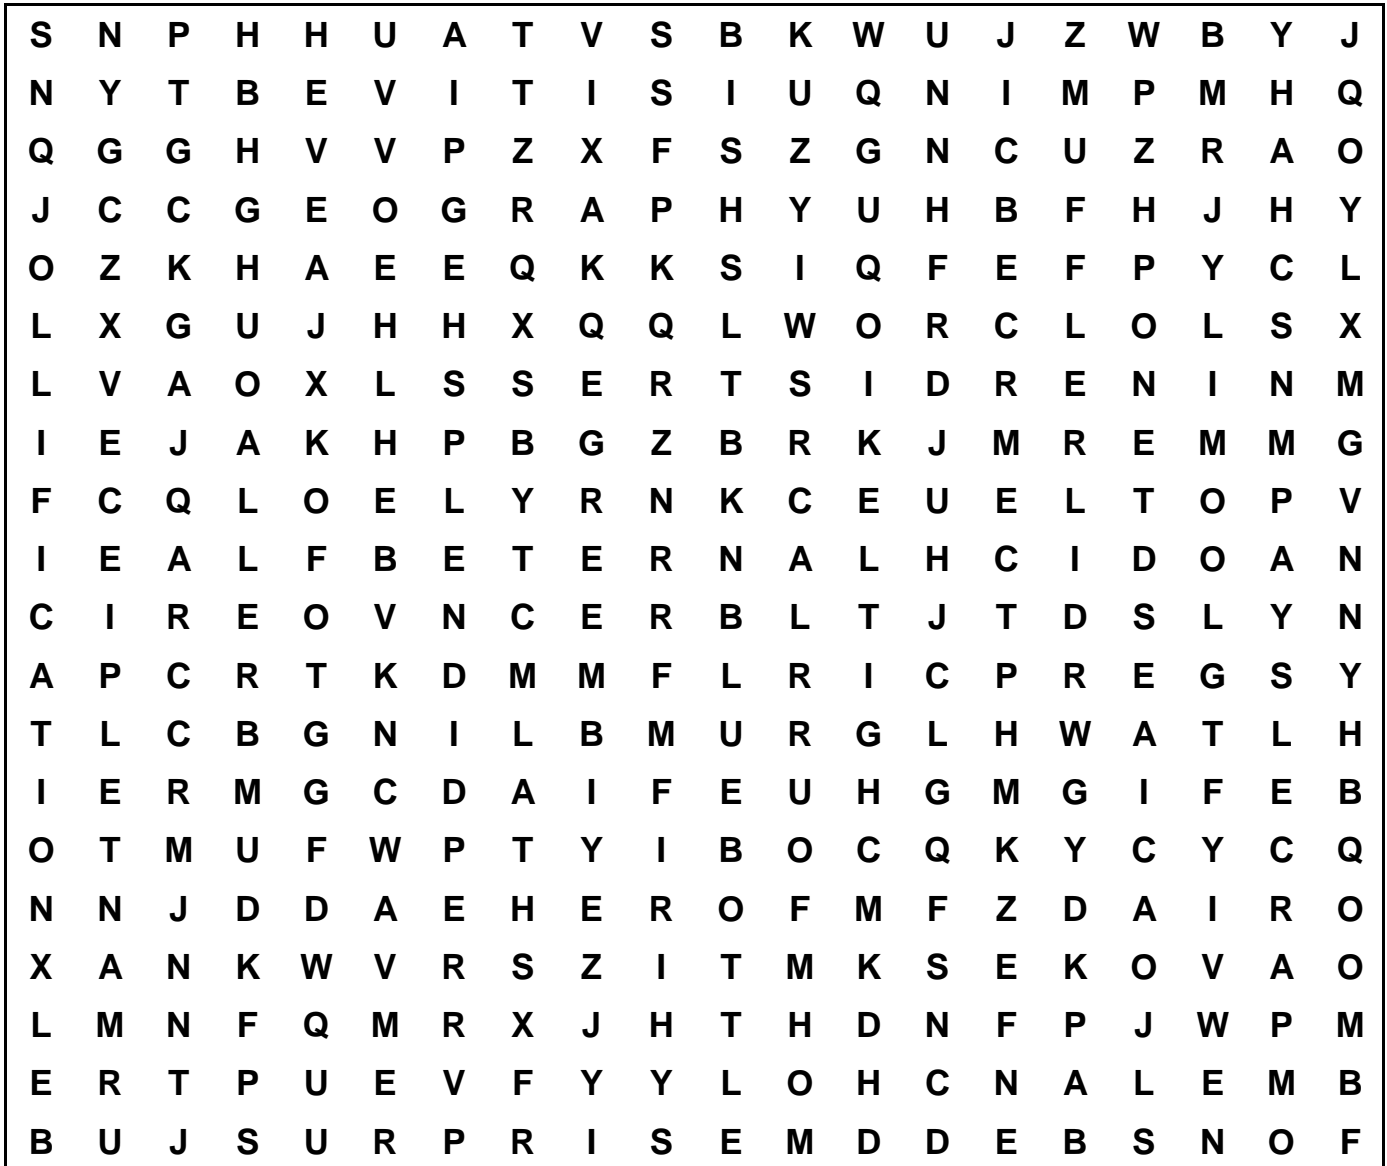 S N P H H U A T V S B K W U J Z W B Y J
N Y T B E V I T I S I U Q N I M P M H Q
Q G G H V V P Z X F S Z G N C U Z R A O
J C C G E O G R A P H Y U H B F H J H Y
O Z K H A E E Q K K S I Q F E F P Y C L
L X G U J H H X Q Q L W O R C L O L S X
L V A O X L S S E R T S I D R E N I N M
I E J A K H P B G Z B R K J M R E M M G
F C Q L O E L Y R N K C E U E L T O P V
I E A L F B E T E R N A L H C I D O A N
C I R E O V N C E R B L T J T D S L Y N
A P C R T K D M M F L R I C P R E G S Y
T L C B G N I L B M U R G L H W A T L H
I E R M G C D A I F E U H G M G I F E B
O T M U F W P T Y I B O C Q K Y C Y C Q
N N J D D A E H E R O F M F Z D A I R O
X A N K W V R S Z I T M K S E K O V A O
L M N F Q M R X J H T H D N F P J W P M
E R T P U E V F Y Y L O H C N A L E M B
B U J S U R P R I S E M D D E B S N O F